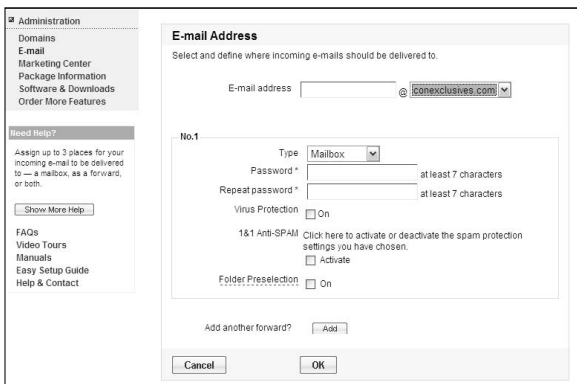 Administration
Domains
E-mail
Marketing Center
Package Information
Software & Downloads
Order More Features
Need Help?
Assign up to 3 places for your
incoming e-mail to be delivered
to — a mailbox, as a forward,
or both.
Show More Help
FAQs
Video Tours
Manuals
Easy Setup Guide
Help & Contact
E-mail Address
Select and define where incoming e-mails should be delivered to.
E-mail address @ conexclusives.com
No.1
Type Mailbox
Password * at least 7 characters
Repeat password * at least 7 characters
Virus Protection On
1&1 Anti-SPAM Click here to activate or deactivate the spam protection
settings you have chosen.
Activate
Folder Preselection On
Add another forward? Add
Cancel OK